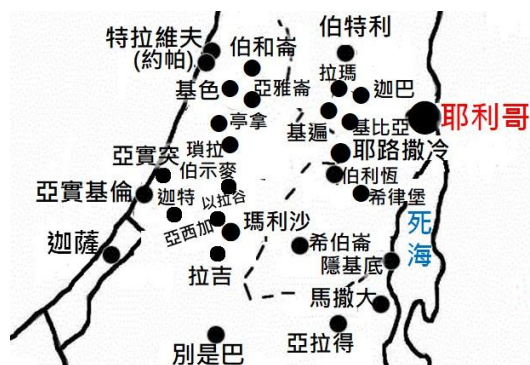 特拉維夫
(約帕)
伯和崙
伯特利
拉瑪
迦巴
基色
亞雅崙
亭拿
基遍
基比亞
耶利哥
瑣拉
耶路撒冷
亞實突
伯示麥
伯利恆
希律堡
亞實基倫
迦特
以拉谷
亞西加
瑪利沙
死海
迦薩
希伯崙
隱基底
拉吉
馬撒大
別是巴
亞拉得